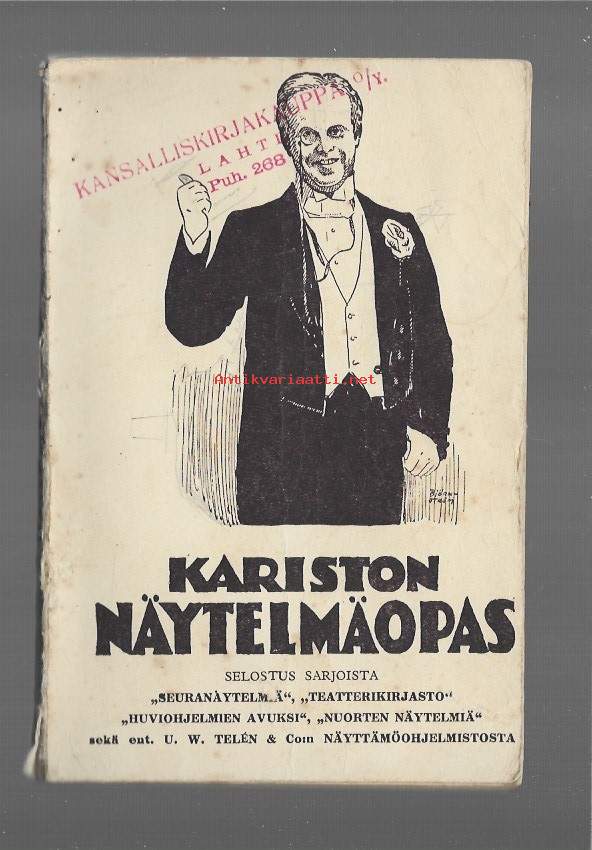 KANSALLISKIRJAKAUPPA O/Y.
LAHTI
Puh. 268
Antikvariaatti.net
KARISTON
NÄYTELMÄOPAS
SELOSTUS SARJOISTA
„SEURANÄYTELMIÄ“, „TEATTERIKIRJASTO“
„HUVIOHJELMIEN AVUKSI“, „NUORTEN NÄYTELMIÄ“
sekä ent. U. W. TELÉN & Co:n NÄYTTÄMÖOHJELMISTOSTA